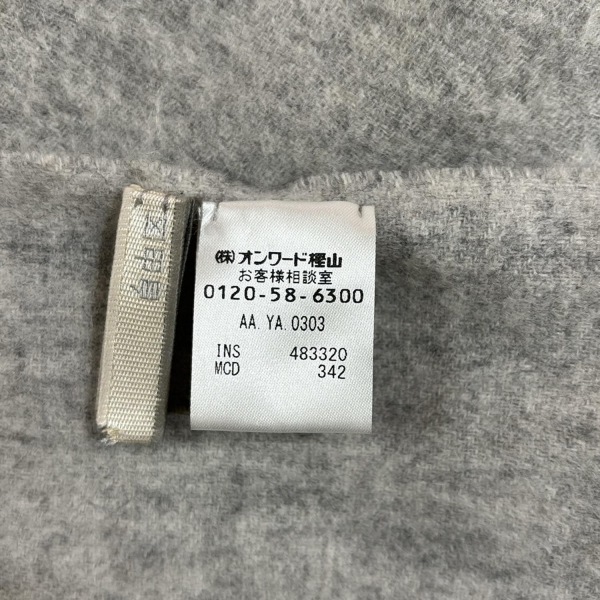 ㈱オンワード樫山
お客様相談室
0120-58-6300
AA. YA. 0303
INS 483320
MCD 342